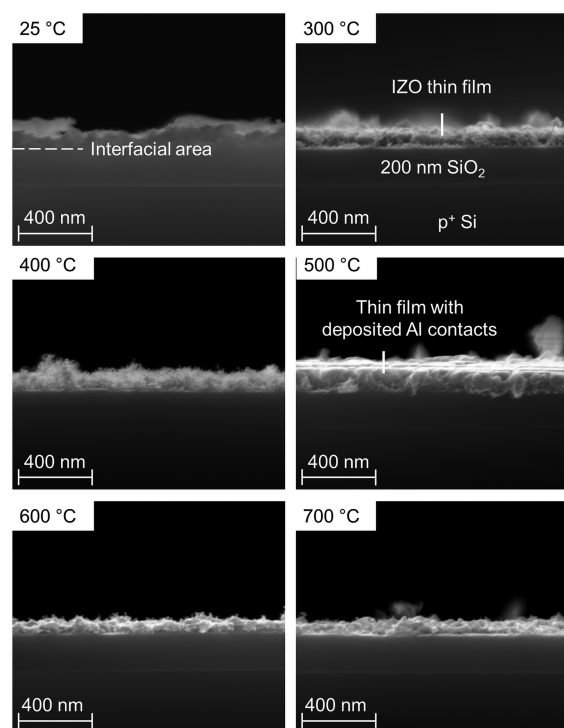 25 °C
Interfacial area
400 nm
300 °C
IZO thin film
200 nm SiO₂
p⁺ Si
400 nm
400 °C
400 nm
500 °C
Thin film with
deposited Al contacts
400 nm
600 °C
400 nm
700 °C
400 nm